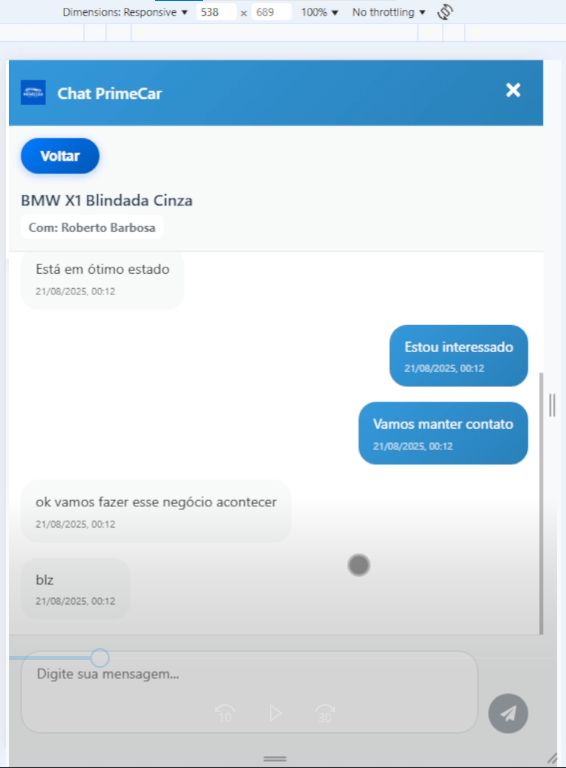 Dimensions: Responsive ▼ 538 x 689 100% ▼ No throttling ▼
Chat PrimeCar ×
Voltar
BMW X1 Blindada Cinza
Com: Roberto Barbosa
Está em ótimo estado
21/08/2025, 00:12
Estou interessado
21/08/2025, 00:12
Vamos manter contato
21/08/2025, 00:12
ok vamos fazer esse negócio acontecer
21/08/2025, 00:12
blz
21/08/2025, 00:12
Digite sua mensagem...
10 30